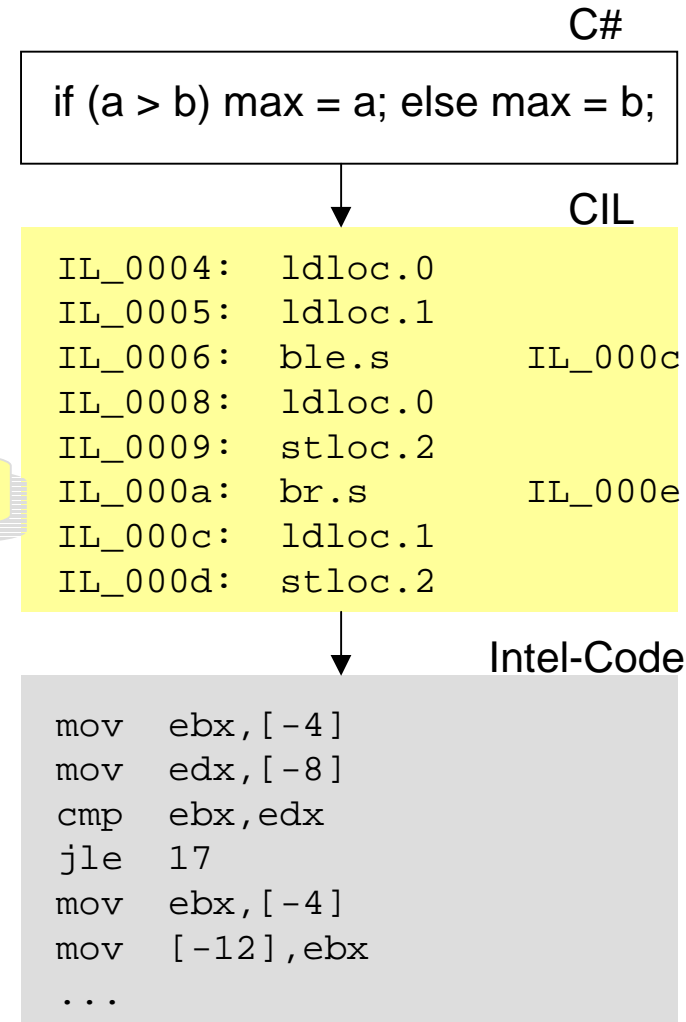 C#
if (a > b) max = a; else max = b;
CIL
IL_0004: ldloc.0
IL_0005: ldloc.1
IL_0006: ble.s IL_000c
IL_0008: ldloc.0
IL_0009: stloc.2
IL_000a: br.s IL_000e
IL_000c: ldloc.1
IL_000d: stloc.2
Intel-Code
mov ebx,[-4]
mov edx,[-8]
cmp ebx,edx
jle 17
mov ebx,[-4]
mov [-12],ebx
...